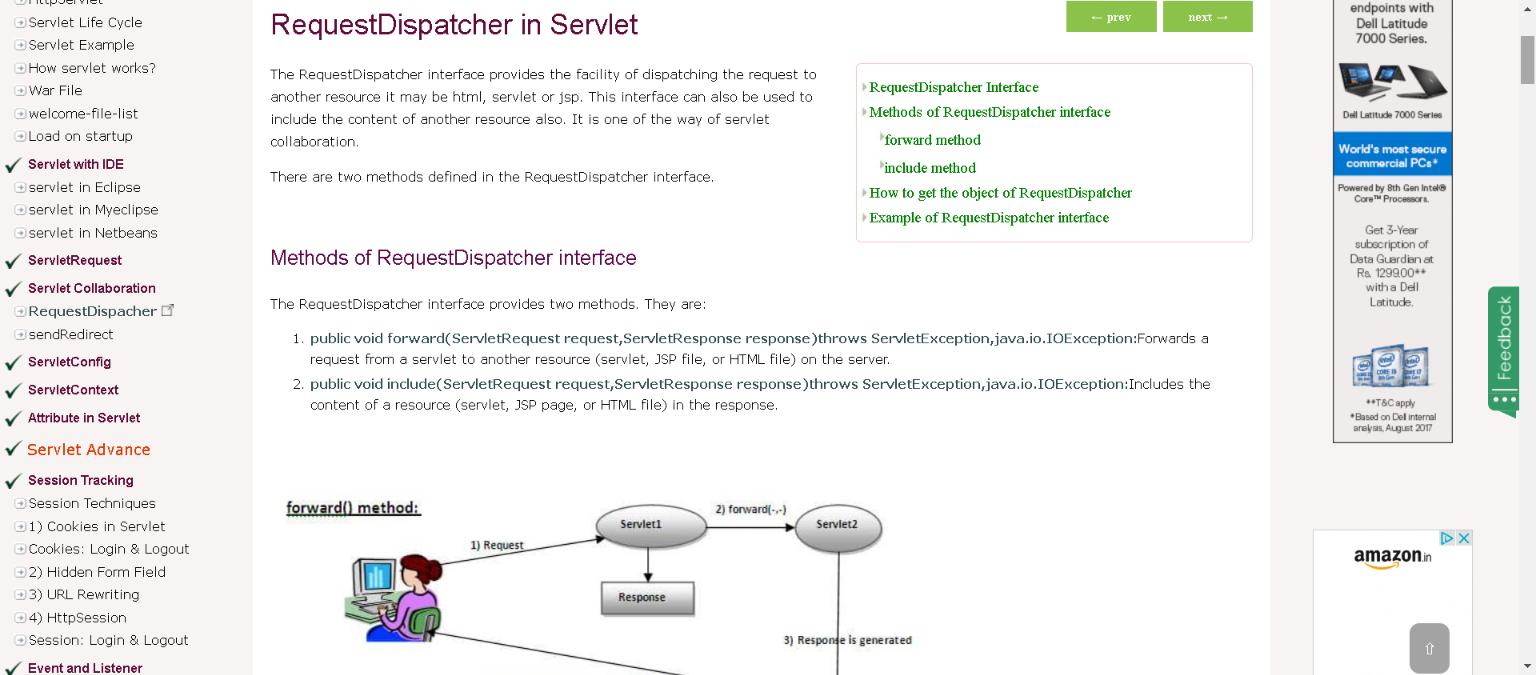 HttpServlet
Servlet Life Cycle
Servlet Example
How servlet works?
War File
welcome-file-list
Load on startup
Servlet with IDE
servlet in Eclipse
servlet in Myeclipse
servlet in Netbeans
ServletRequest
Servlet Collaboration
RequestDispacher
sendRedirect
ServletConfig
ServletContext
Attribute in Servlet
Servlet Advance
Session Tracking
Session Techniques
1) Cookies in Servlet
Cookies: Login & Logout
2) Hidden Form Field
3) URL Rewriting
4) HttpSession
Session: Login & Logout
Event and Listener
RequestDispatcher in Servlet
← prev
next →
The RequestDispatcher interface provides the facility of dispatching the request to
another resource it may be html, servlet or jsp. This interface can also be used to
include the content of another resource also. It is one of the way of servlet
collaboration.
There are two methods defined in the RequestDispatcher interface.
RequestDispatcher Interface
Methods of RequestDispatcher interface
forward method
include method
How to get the object of RequestDispatcher
Example of RequestDispatcher interface
Methods of RequestDispatcher interface
The RequestDispatcher interface provides two methods. They are:
1. public void forward(ServletRequest request,ServletResponse response)throws ServletException,java.io.IOException:Forwards a
request from a servlet to another resource (servlet, JSP file, or HTML file) on the server.
2. public void include(ServletRequest request,ServletResponse response)throws ServletException,java.io.IOException:Includes the
content of a resource (servlet, JSP page, or HTML file) in the response.
forward() method:
1) Request
Servlet1
2) forward(-,-)
Servlet2
Response
3) Response is generated
endpoints with
Dell Latitude
7000 Series.
Dell Latitude 7000 Series
World's most secure
commercial PCs*
Powered by 8th Gen Intel®
Core™ Processors.
Get 3-Year
subscription of
Data Guardian at
Rs. 1299.00**
with a Dell
Latitude.
**T&C apply
*Based on Dell internal
analysis, August 2017
Feedback
amazon.in